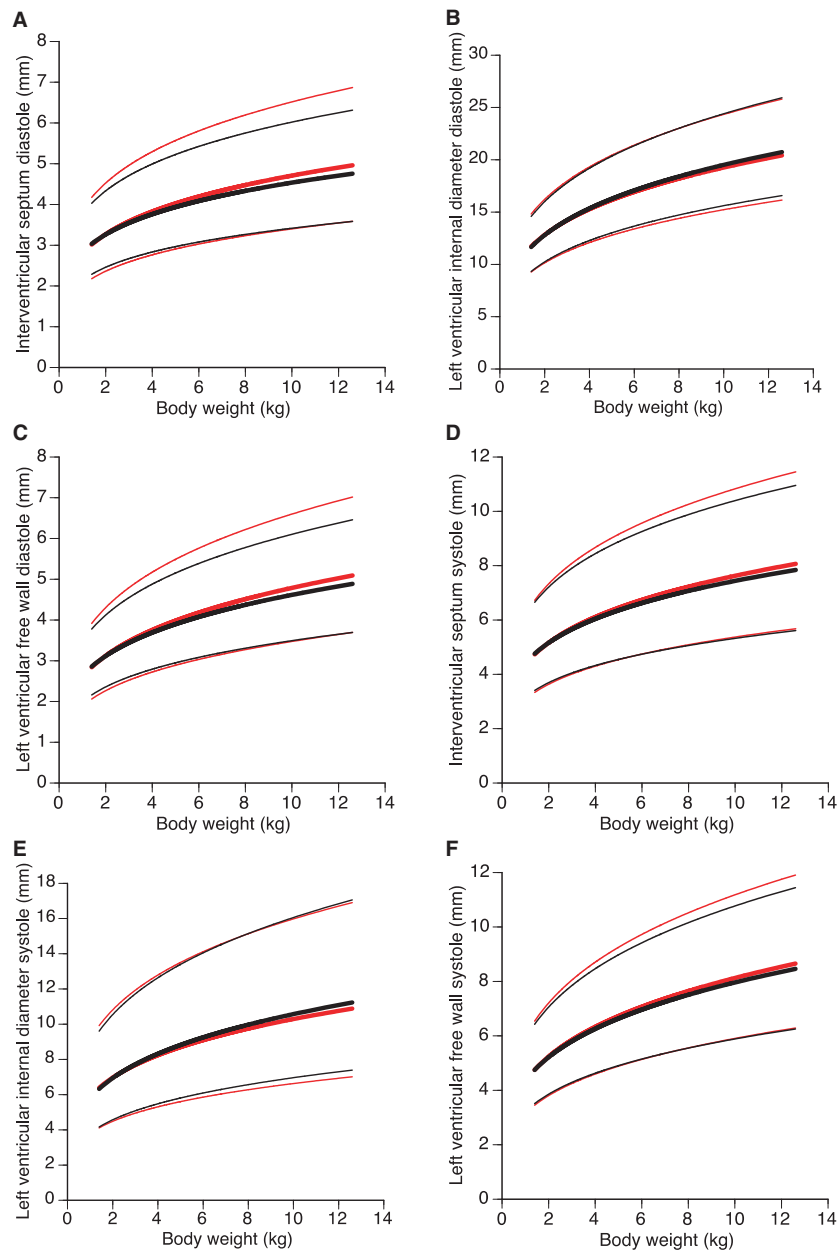 A
Interventricular septum diastole (mm)
8
7
6
5
4
3
2
1
0
0 2 4 6 8 10 12 14
Body weight (kg)
B
Left ventricular internal diameter diastole (mm)
30
25
20
15
10
5
0
0 2 4 6 8 10 12 14
Body weight (kg)
C
Left ventricular free wall diastole (mm)
8
7
6
5
4
3
2
1
0
0 2 4 6 8 10 12 14
Body weight (kg)
D
Interventricular septum systole (mm)
12
10
8
6
4
2
0
0 2 4 6 8 10 12 14
Body weight (kg)
E
Left ventricular internal diameter systole (mm)
18
16
14
12
10
8
6
4
2
0
0 2 4 6 8 10 12 14
Body weight (kg)
F
Left ventricular free wall systole (mm)
12
10
8
6
4
2
0
0 2 4 6 8 10 12 14
Body weight (kg)